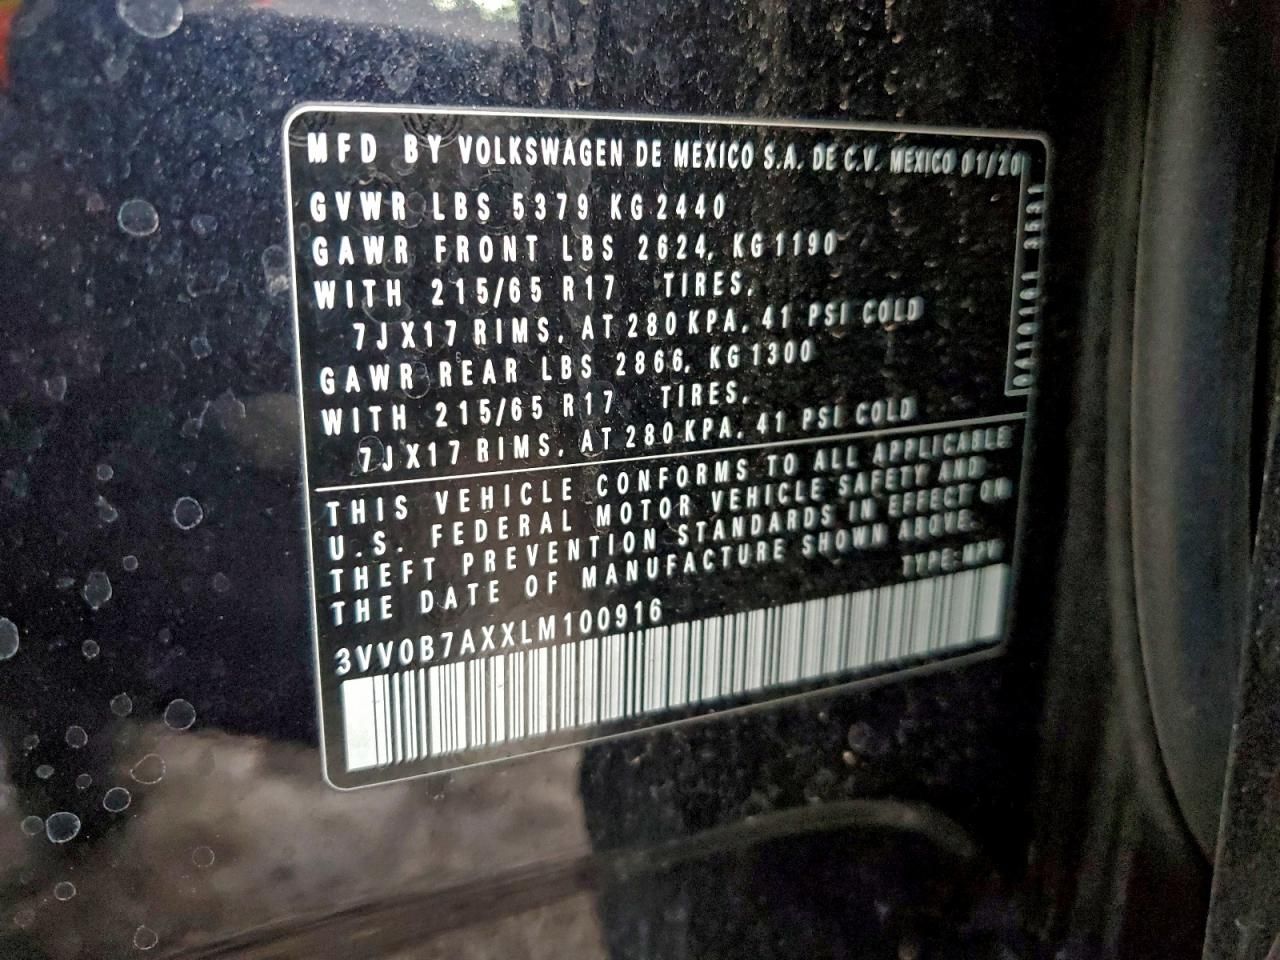 MFD BY VOLKSWAGEN DE MEXICO S.A. DE C.V. MEXICO 01/20
GVWR LBS 5379 KG 2440
GAWR FRONT LBS 2624, KG 1190
WITH 215/65 R17 TIRES,
7JX17 RIMS, AT 280 KPA, 41 PSI COLD
GAWR REAR LBS 2866, KG 1300
WITH 215/65 R17 TIRES,
7JX17 RIMS, AT 280 KPA, 41 PSI COLD
THIS VEHICLE CONFORMS TO ALL APPLICABLE
U.S. FEDERAL MOTOR VEHICLE SAFETY AND
THEFT PREVENTION STANDARDS IN EFFECT ON
THE DATE OF MANUFACTURE SHOWN ABOVE.
TYPE: MPV
3VV0B7AXXLM100916